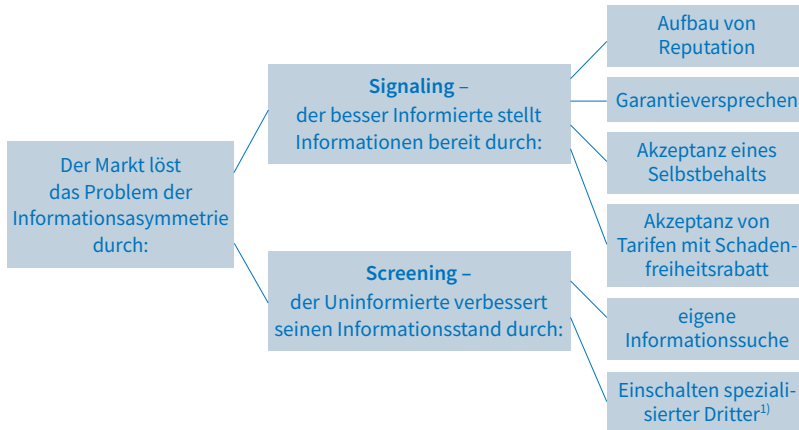 Der Markt löst
das Problem der
Informationsasymmetrie
durch:
Signaling –
der besser Informierte stellt
Informationen bereit durch:
Aufbau von
Reputation
Garantieversprechen
Akzeptanz eines
Selbstbehalts
Akzeptanz von
Tarifen mit Schaden-
freiheitsrabatt
Screening –
der Uninformierte verbessert
seinen Informationsstand durch:
eigene
Informationssuche
Einschalten speziali-
sierter Dritter¹⁾